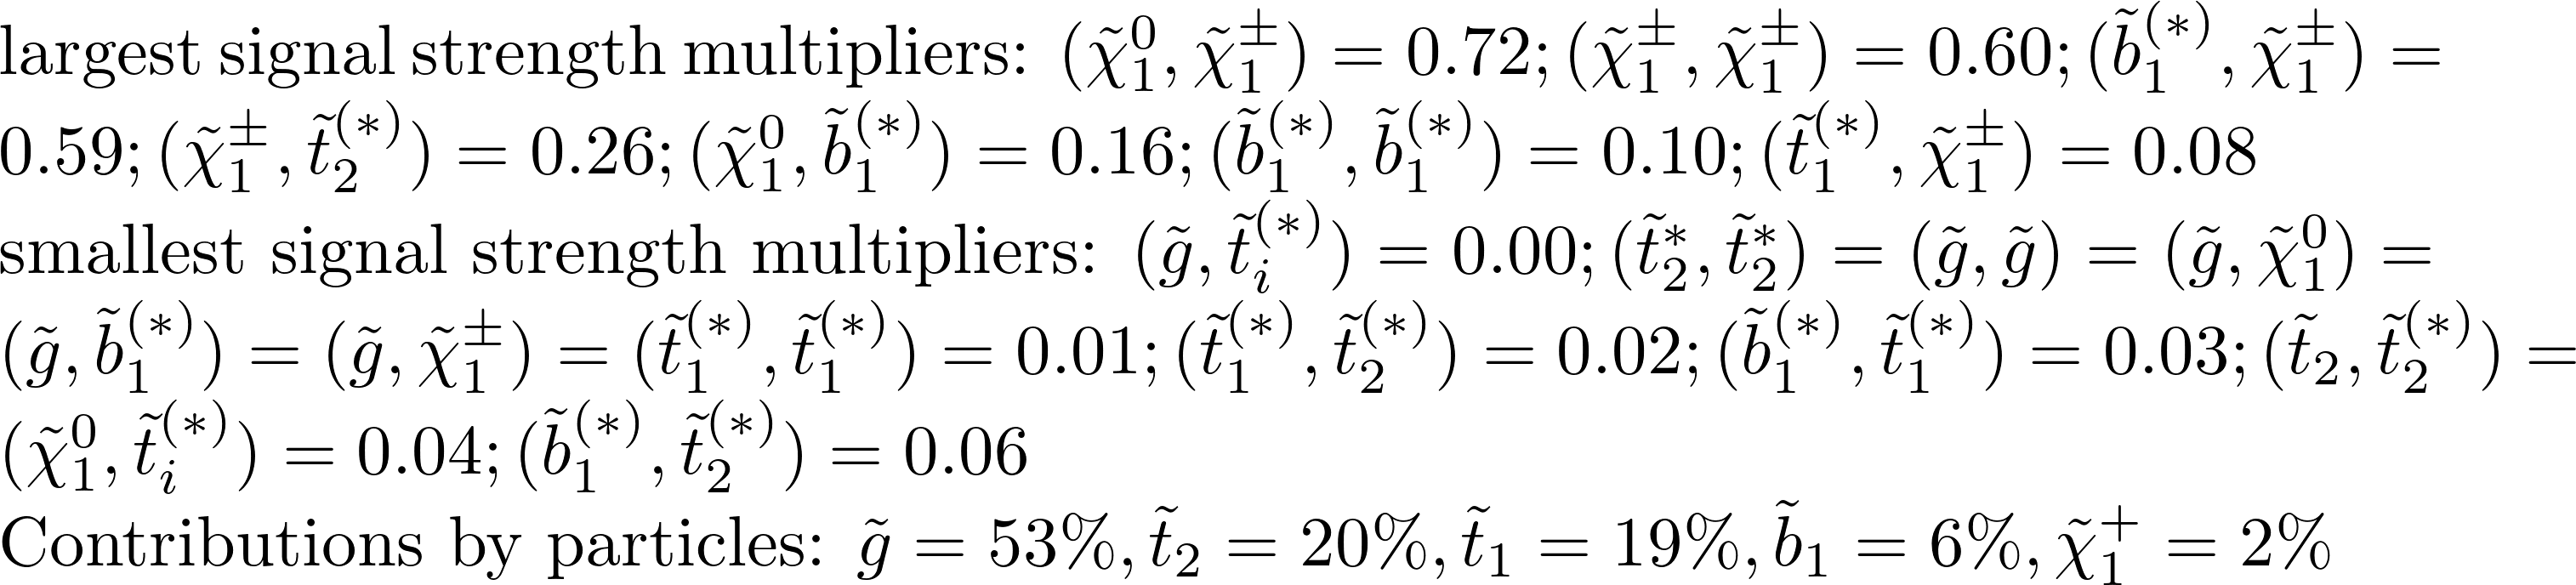 largest signal strength multipliers: $(\tilde{\chi}_1^0, \tilde{\chi}_1^\pm) = 0.72; (\tilde{\chi}_1^\pm, \tilde{\chi}_1^\pm) = 0.60; (\tilde{b}_1^{(*)}, \tilde{\chi}_1^\pm) =$
$0.59; (\tilde{\chi}_1^\pm, \tilde{t}_2^{(*)}) = 0.26; (\tilde{\chi}_1^0, \tilde{b}_1^{(*)}) = 0.16; (\tilde{b}_1^{(*)}, \tilde{b}_1^{(*)}) = 0.10; (\tilde{t}_1^{(*)}, \tilde{\chi}_1^\pm) = 0.08$
smallest signal strength multipliers: $(\tilde{g}, \tilde{t}_i^{(*)}) = 0.00; (\tilde{t}_2^*, \tilde{t}_2^*) = (\tilde{g}, \tilde{g}) = (\tilde{g}, \tilde{\chi}_1^0) =$
$(\tilde{g}, \tilde{b}_1^{(*)}) = (\tilde{g}, \tilde{\chi}_1^\pm) = (\tilde{t}_1^{(*)}, \tilde{t}_1^{(*)}) = 0.01; (\tilde{t}_1^{(*)}, \tilde{t}_2^{(*)}) = 0.02; (\tilde{b}_1^{(*)}, \tilde{t}_1^{(*)}) = 0.03; (\tilde{t}_2, \tilde{t}_2^{(*)}) =$
$(\tilde{\chi}_1^0, \tilde{t}_i^{(*)}) = 0.04; (\tilde{b}_1^{(*)}, \tilde{t}_2^{(*)}) = 0.06$
Contributions by particles: $\tilde{g} = 53\%, \tilde{t}_2 = 20\%, \tilde{t}_1 = 19\%, \tilde{b}_1 = 6\%, \tilde{\chi}_1^+ = 2\%$